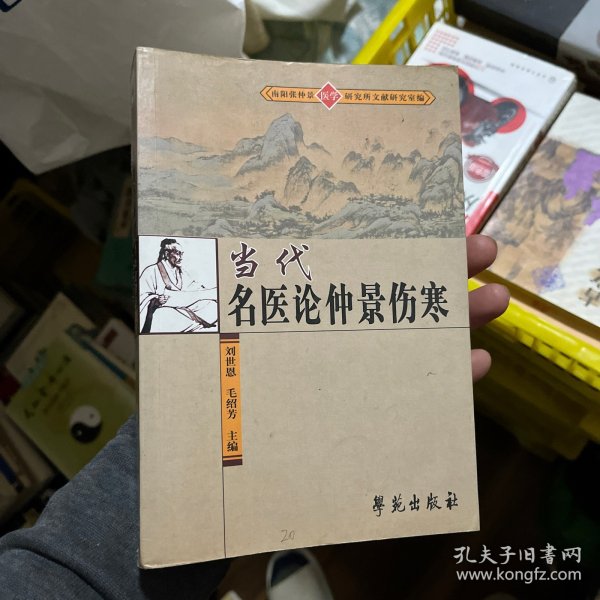 南阳张仲景医学研究所文献研究室编
当代
名医论仲景伤寒
刘世恩 毛绍芳 主编
學苑出版社
20
孔夫子旧书网
www.kongfz.com